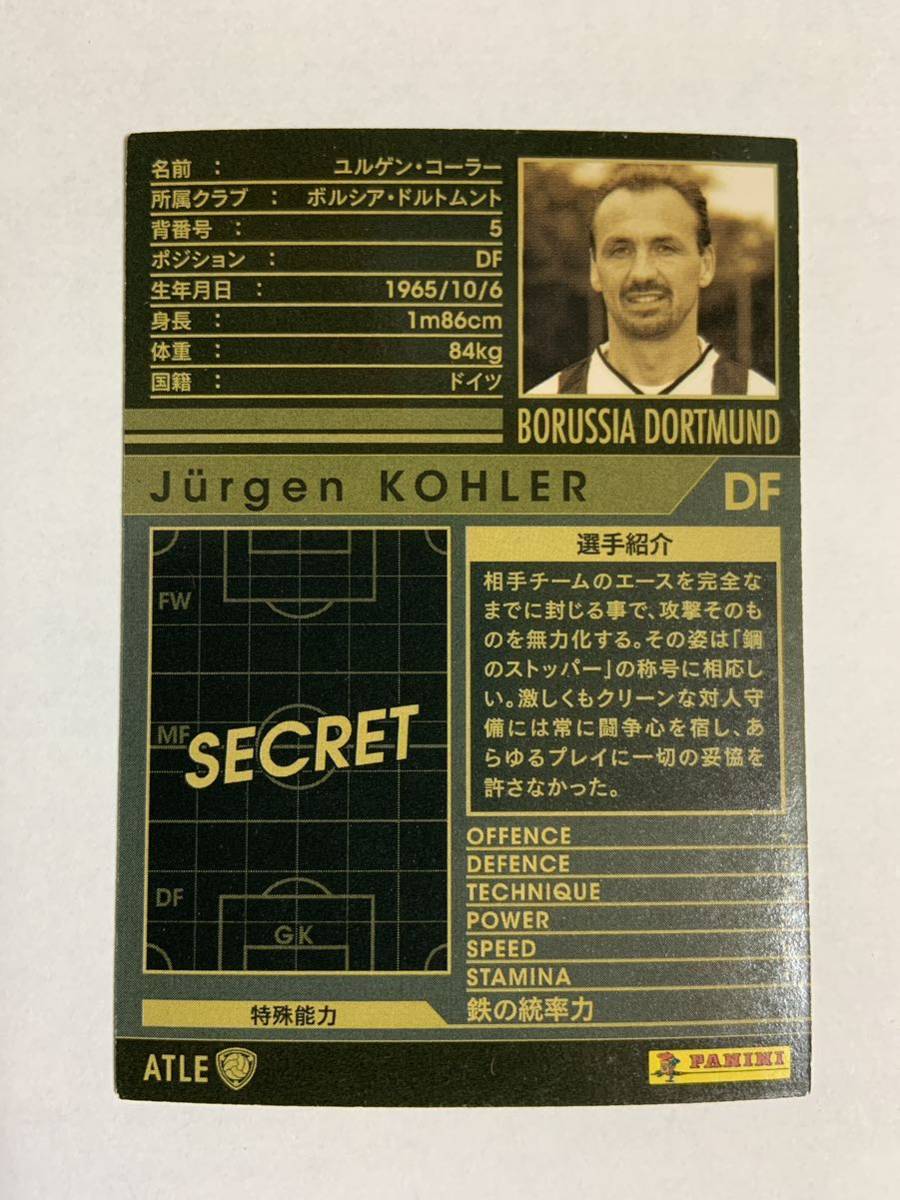 名前 : ユルゲン・コーラー
所属クラブ : ボルシア・ドルトムント
背番号 : 5
ポジション : DF
生年月日 : 1965/10/6
身長 : 1m86cm
体重 : 84kg
国籍 : ドイツ
BORUSSIA DORTMUND
Jürgen KOHLER
DF
FW
MF
SECRET
DF
GK
選手紹介
相手チームのエースを完全な
までに封じる事で、攻撃そのも
のを無力化する。その姿は「鋼
のストッパー」の称号に相応し
い。激しくもクリーンな対人守
備には常に闘争心を宿し、あ
らゆるプレイに一切の妥協を
許さなかった。
OFFENCE
DEFENCE
TECHNIQUE
POWER
SPEED
STAMINA
特殊能力
鉄の統率力
ATLE
PANINI